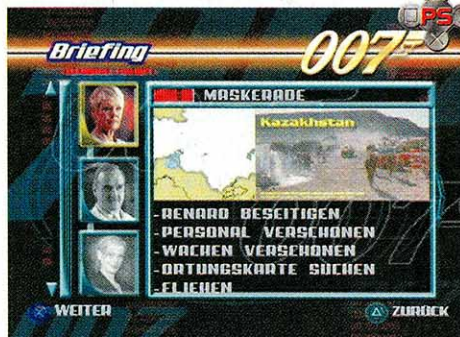 PS
Briefing
007
MASKERADE
Kazakhstan
-RENARD BESEITIGEN
-PERSONAL VERSCHONEN
-WACHEN VERSCHONEN
-ORTUNGSKARTE SUCHEN
-FLIEHEN
WEITER
ZURÜCK